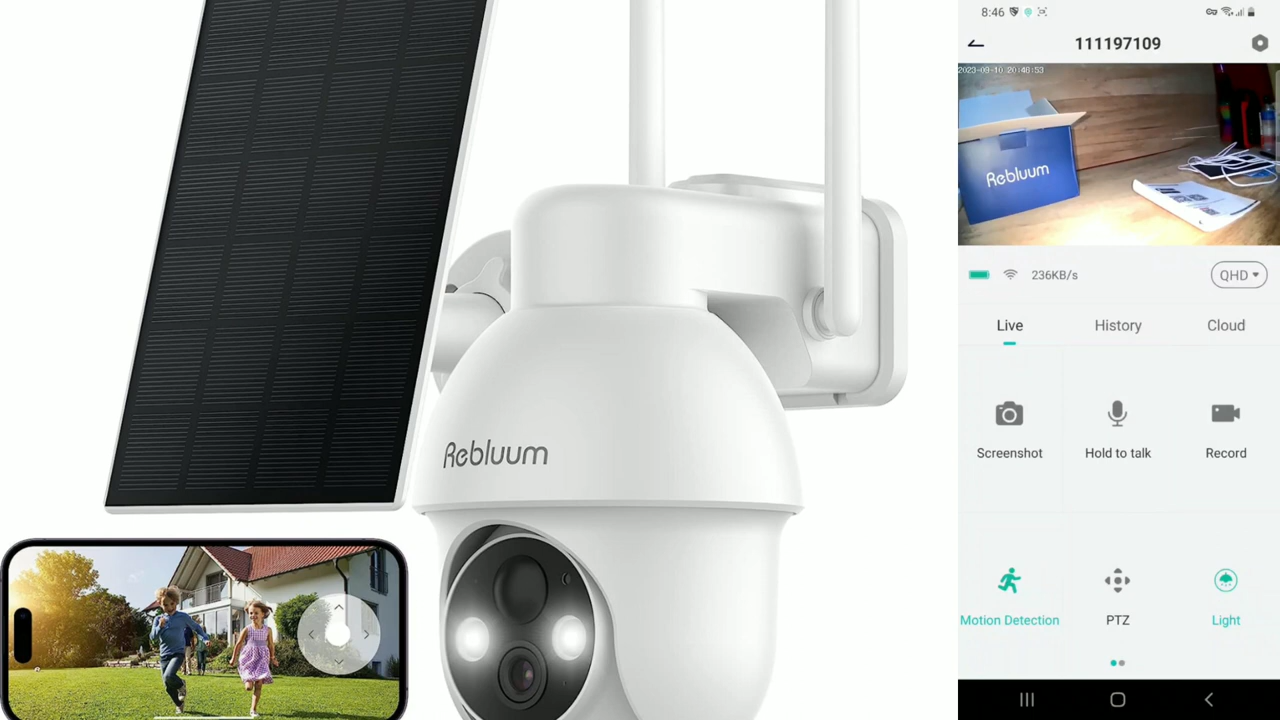 Rebluum
8:46
111197109
2023-09-10 20:46:53
Rebluum
236KB/s
QHD
Live
History
Cloud
Screenshot
Hold to talk
Record
Motion Detection
PTZ
Light